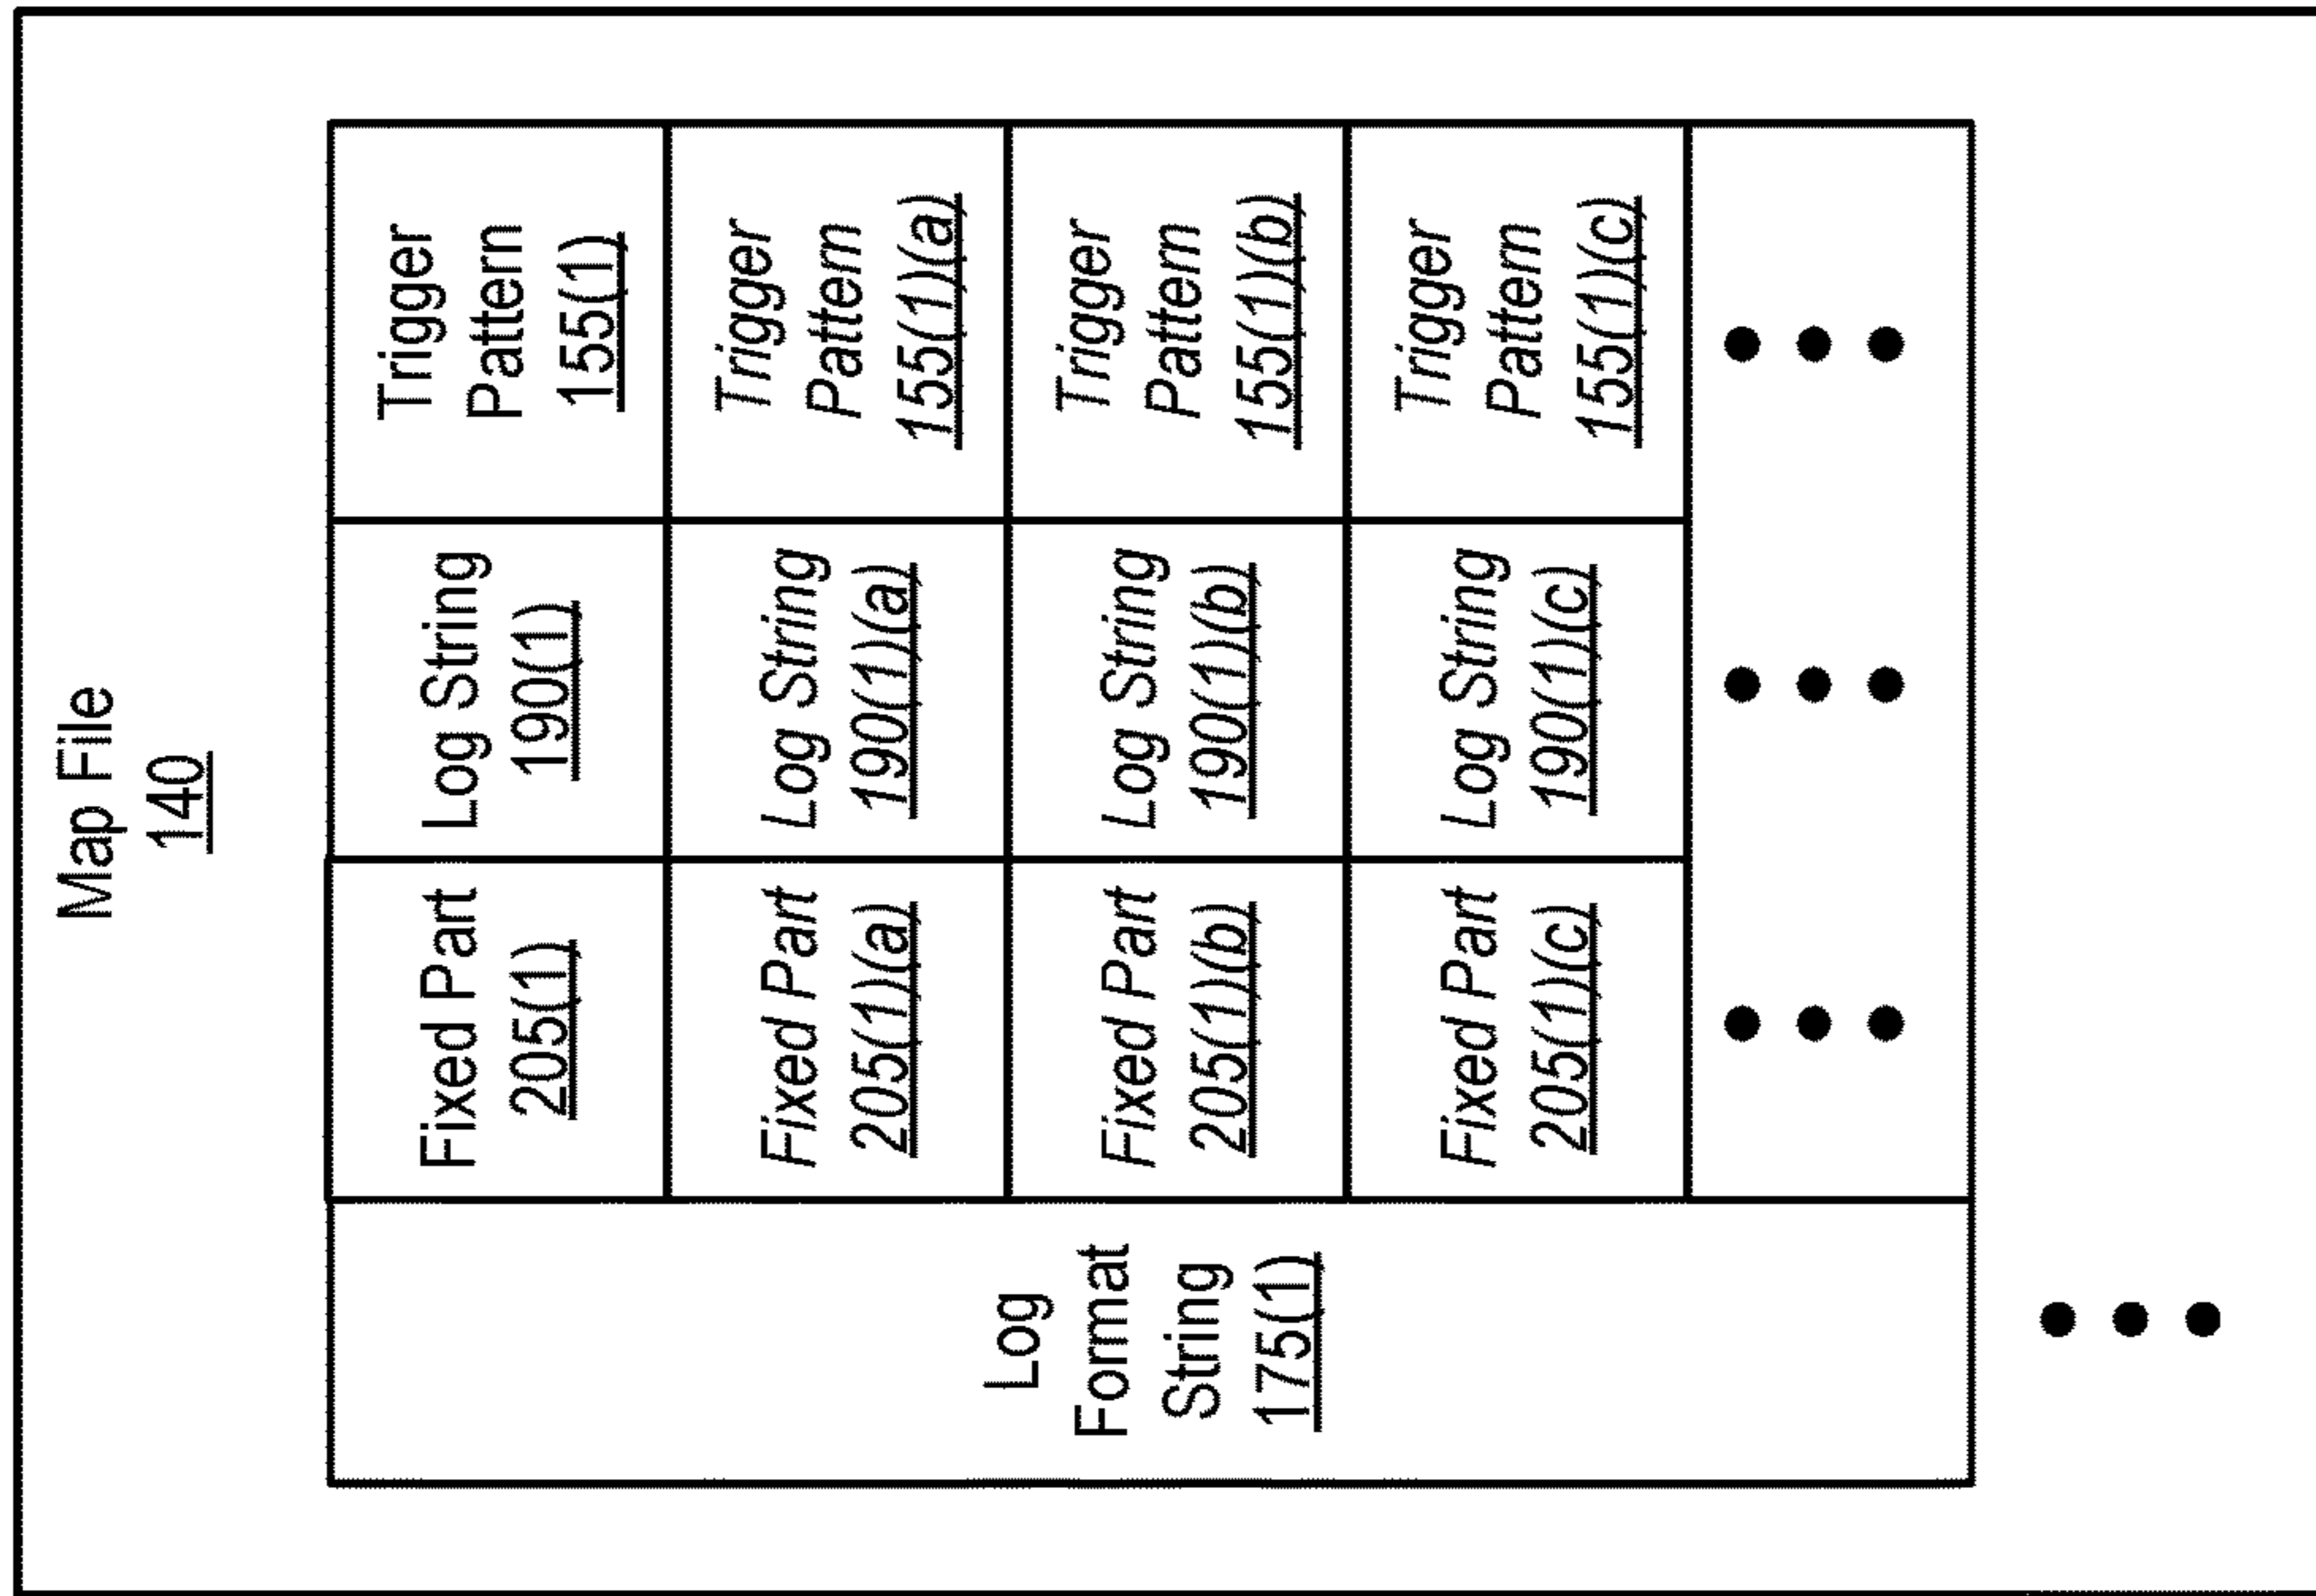 Map File
140
Fixed Part
205(1)
Log String
190(1)
Trigger
Pattern
155(1)
Fixed Part
205(1)(a)
Log String
190(1)(a)
Trigger
Pattern
155(1)(a)
Log
Format
String
175(1)
Fixed Part
205(1)(b)
Log String
190(1)(b)
Trigger
Pattern
155(1)(b)
Fixed Part
205(1)(c)
Log String
190(1)(c)
Trigger
Pattern
155(1)(c)